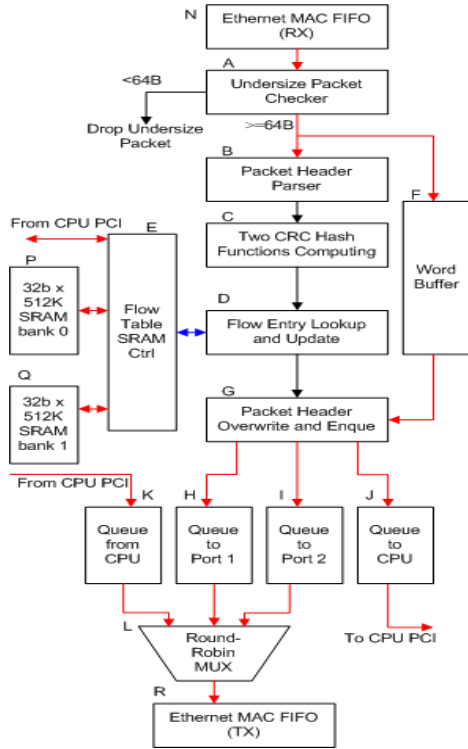 N
Ethernet MAC FIFO
(RX)
A
<64B
Undersize Packet
Checker
>=64B
Drop Undersize
Packet
B
Packet Header
Parser
F
Word
Buffer
C
Two CRC Hash
Functions Computing
From CPU PCI
E
Flow
Table
SRAM
Ctrl
P
32b x
512K
SRAM
bank 0
D
Flow Entry Lookup
and Update
Q
32b x
512K
SRAM
bank 1
G
Packet Header
Overwrite and Enque
From CPU PCI
K
Queue
from
CPU
H
Queue
to
Port 1
I
Queue
to
Port 2
J
Queue
to
CPU
To CPU PCI
L
Round-
Robin
MUX
R
Ethernet MAC FIFO
(TX)